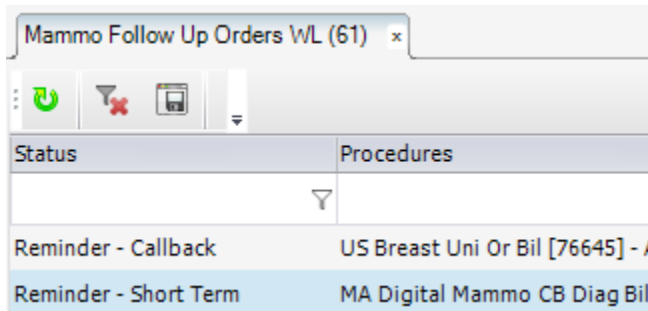 Mammo Follow Up Orders WL (61) x
Status Procedures
Reminder - Callback US Breast Uni Or Bil [76645] -
Reminder - Short Term MA Digital Mammo CB Diag Bil